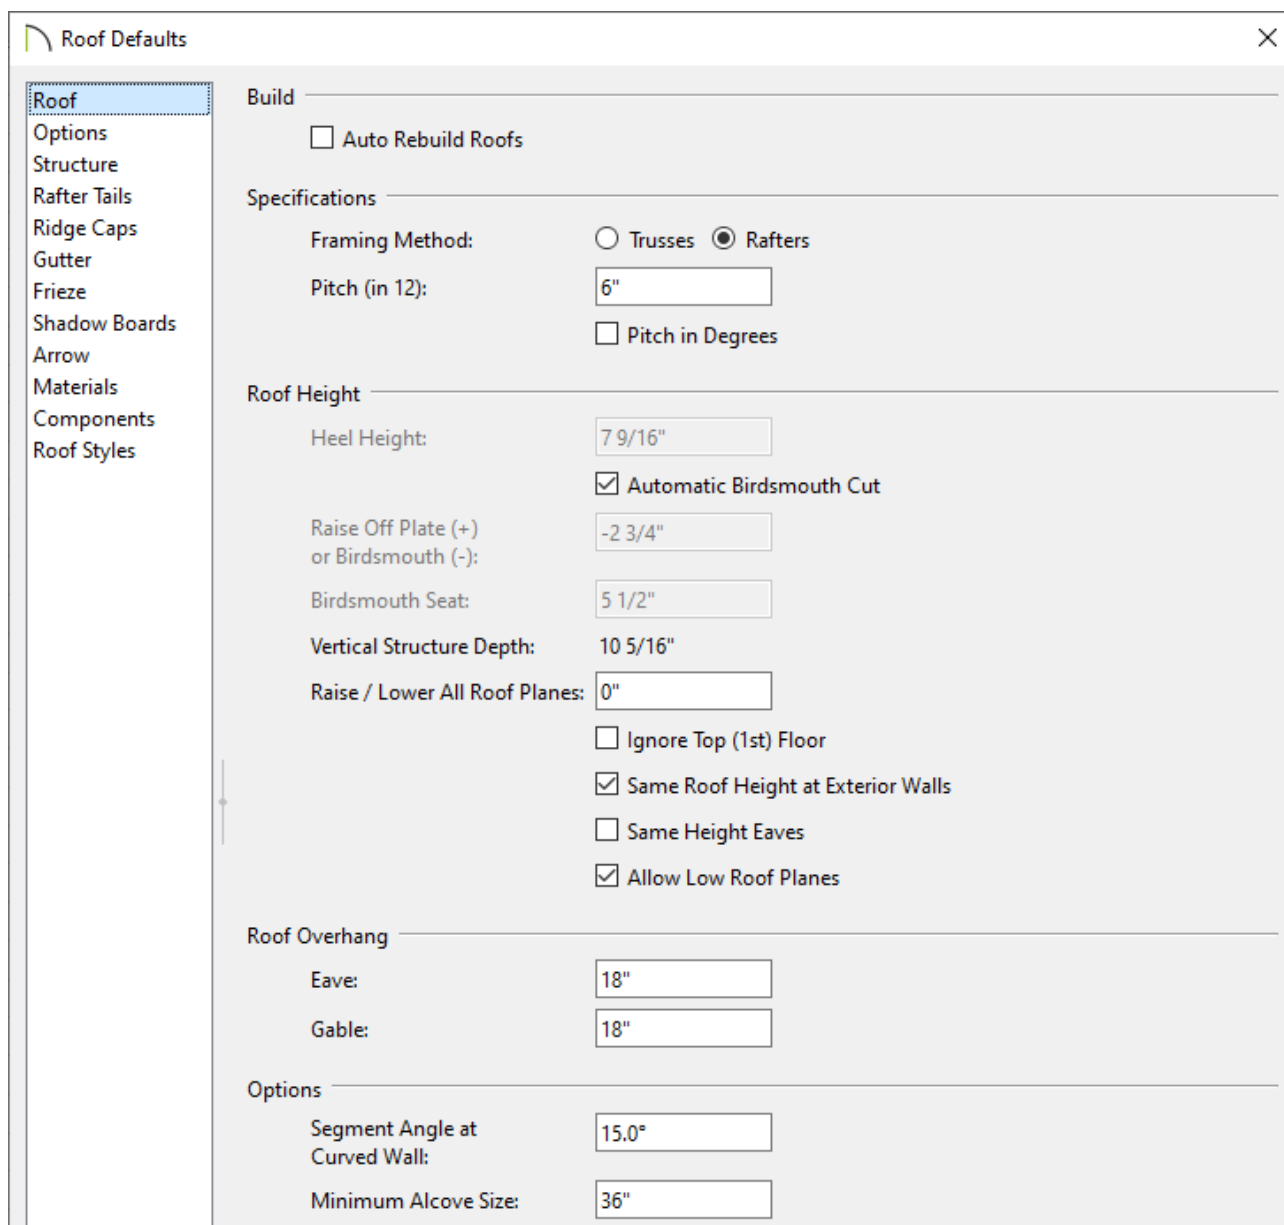 Roof Defaults
Roof
Options
Structure
Rafter Tails
Ridge Caps
Gutter
Frieze
Shadow Boards
Arrow
Materials
Components
Roof Styles
Build
Auto Rebuild Roofs
Specifications
Framing Method: Trusses Rafters
Pitch (in 12): 6"
Pitch in Degrees
Roof Height
Heel Height: 7 9/16"
Automatic Birdsmouth Cut
Raise Off Plate (+)
or Birdsmouth (-): -2 3/4"
Birdsmouth Seat: 5 1/2"
Vertical Structure Depth: 10 5/16"
Raise / Lower All Roof Planes: 0"
Ignore Top (1st) Floor
Same Roof Height at Exterior Walls
Same Height Eaves
Allow Low Roof Planes
Roof Overhang
Eave: 18"
Gable: 18"
Options
Segment Angle at
Curved Wall: 15.0°
Minimum Alcove Size: 36"